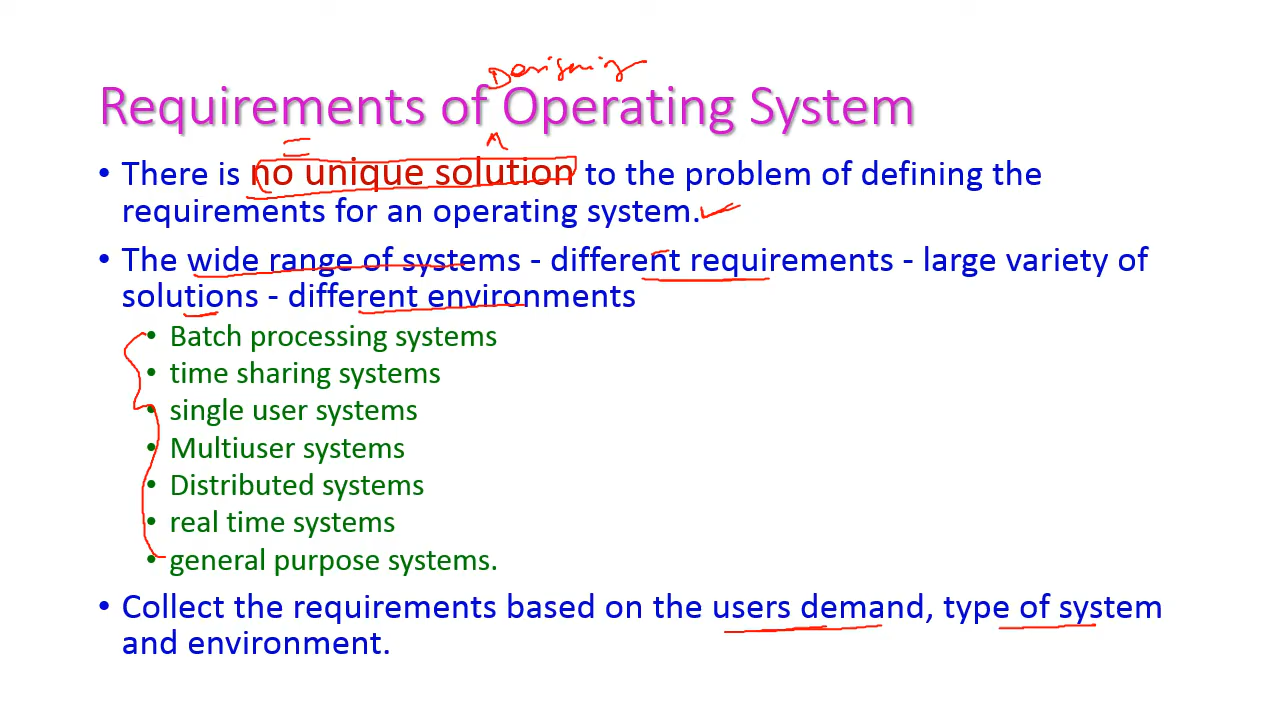 Designing
Requirements of Operating System
• There is no unique solution to the problem of defining the
requirements for an operating system.
• The wide range of systems - different requirements - large variety of
solutions - different environments
• Batch processing systems
• time sharing systems
• single user systems
• Multiuser systems
• Distributed systems
• real time systems
• general purpose systems.
• Collect the requirements based on the users demand, type of system
and environment.